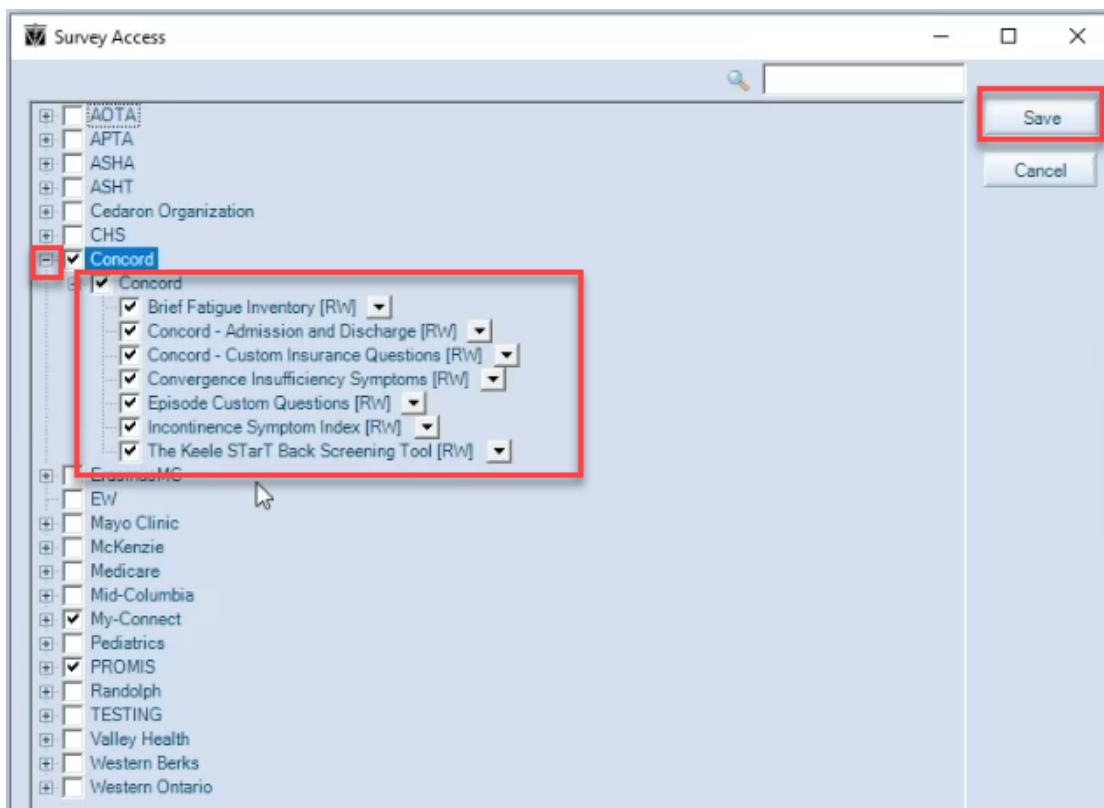 Survey Access
Save
Cancel
AOTA
APTA
ASHA
ASHT
Cedaron Organization
CHS
Concord
Concord
Brief Fatigue Inventory [RW]
Concord - Admission and Discharge [RW]
Concord - Custom Insurance Questions [RW]
Convergence Insufficiency Symptoms [RW]
Episode Custom Questions [RW]
Incontinence Symptom Index [RW]
The Keele STarT Back Screening Tool [RW]
ErasmusMC
EW
Mayo Clinic
McKenzie
Medicare
Mid-Columbia
My-Connect
Pediatrics
PROMIS
Randolph
TESTING
Valley Health
Western Berks
Western Ontario